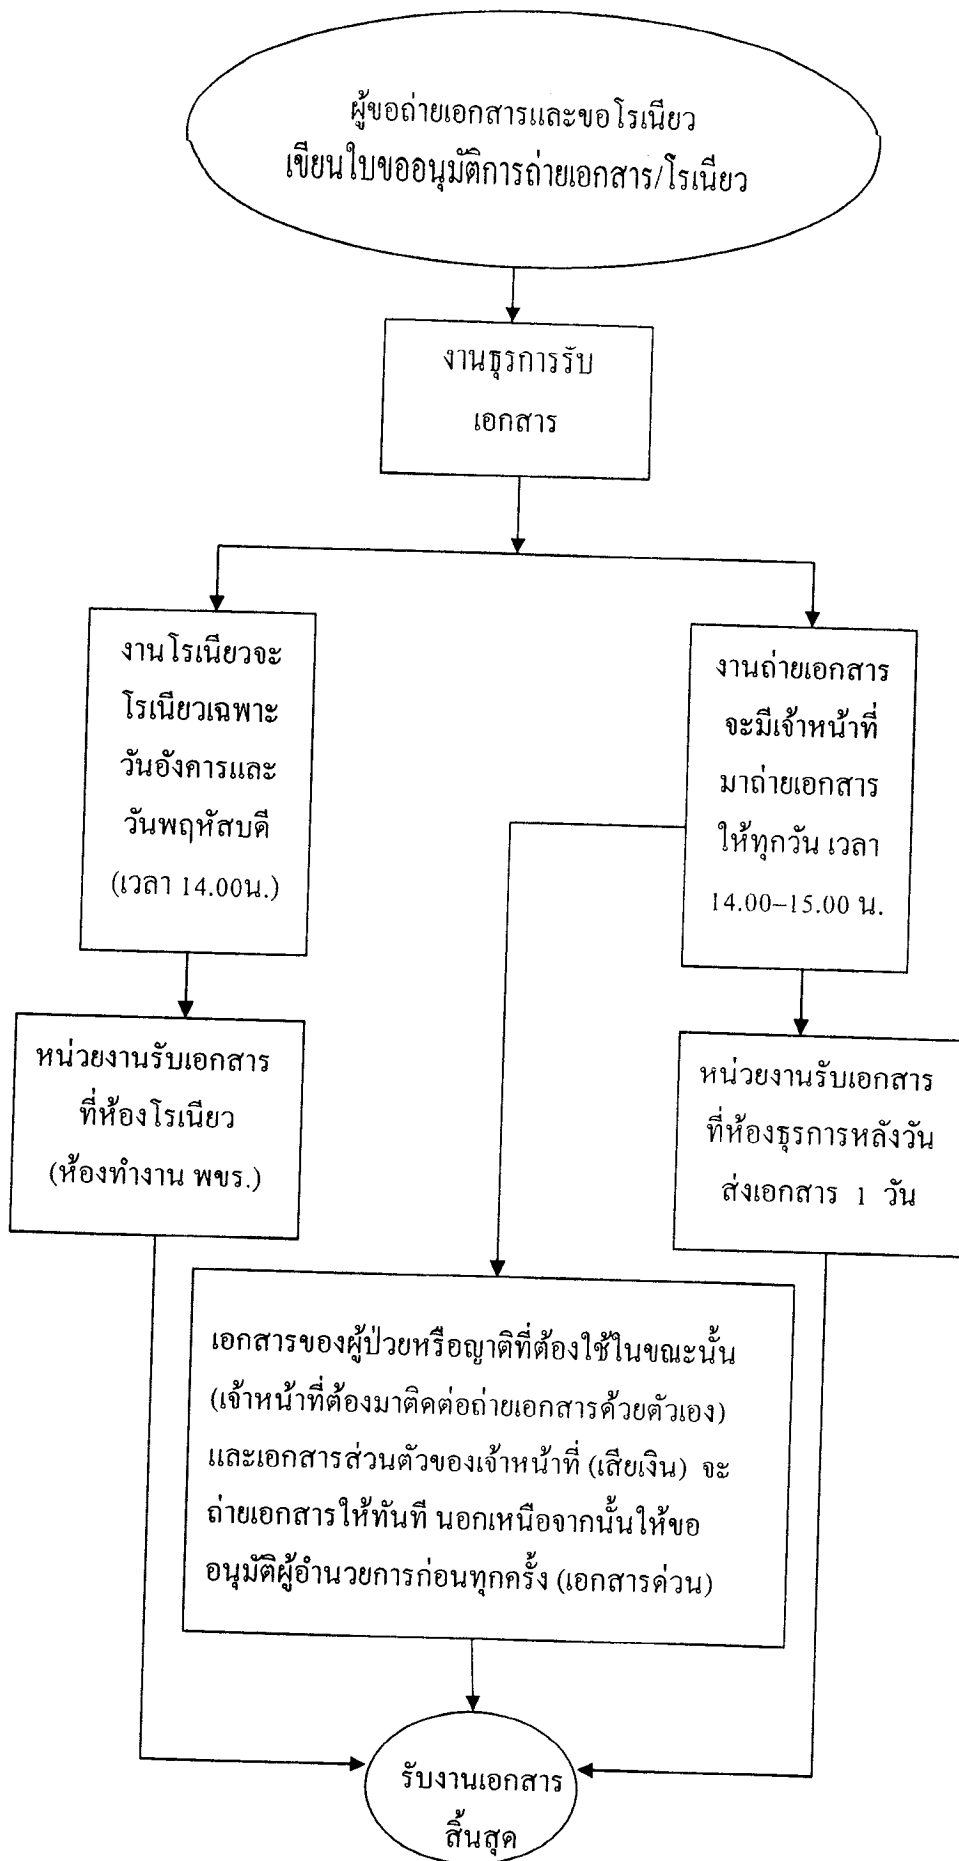 ผู้ขอถ่ายเอกสารและขอโรเนียว
เขียนใบขออนุมัติการถ่ายเอกสาร/โรเนียว
งานธุรการรับ
เอกสาร
งานโรเนียวจะ
โรเนียวเฉพาะ
วันอังคารและ
วันพฤหัสบดี
(เวลา 14.00น.)
งานถ่ายเอกสาร
จะมีเจ้าหน้าที่
มาถ่ายเอกสาร
ให้ทุกวัน เวลา
14.00–15.00 น.
หน่วยงานรับเอกสาร
ที่ห้องโรเนียว
(ห้องทำงาน พขร.)
หน่วยงานรับเอกสาร
ที่ห้องธุรการหลังวัน
ส่งเอกสาร 1 วัน
เอกสารของผู้ป่วยหรือญาติที่ต้องใช้ในขณะนั้น
(เจ้าหน้าที่ต้องมาติดต่อถ่ายเอกสารด้วยตัวเอง)
และเอกสารส่วนตัวของเจ้าหน้าที่ (เสียเงิน) จะ
ถ่ายเอกสารให้ทันที นอกเหนือจากนั้นให้ขอ
อนุมัติผู้อำนวยการก่อนทุกครั้ง (เอกสารด่วน)
รับงานเอกสาร
สิ้นสุด